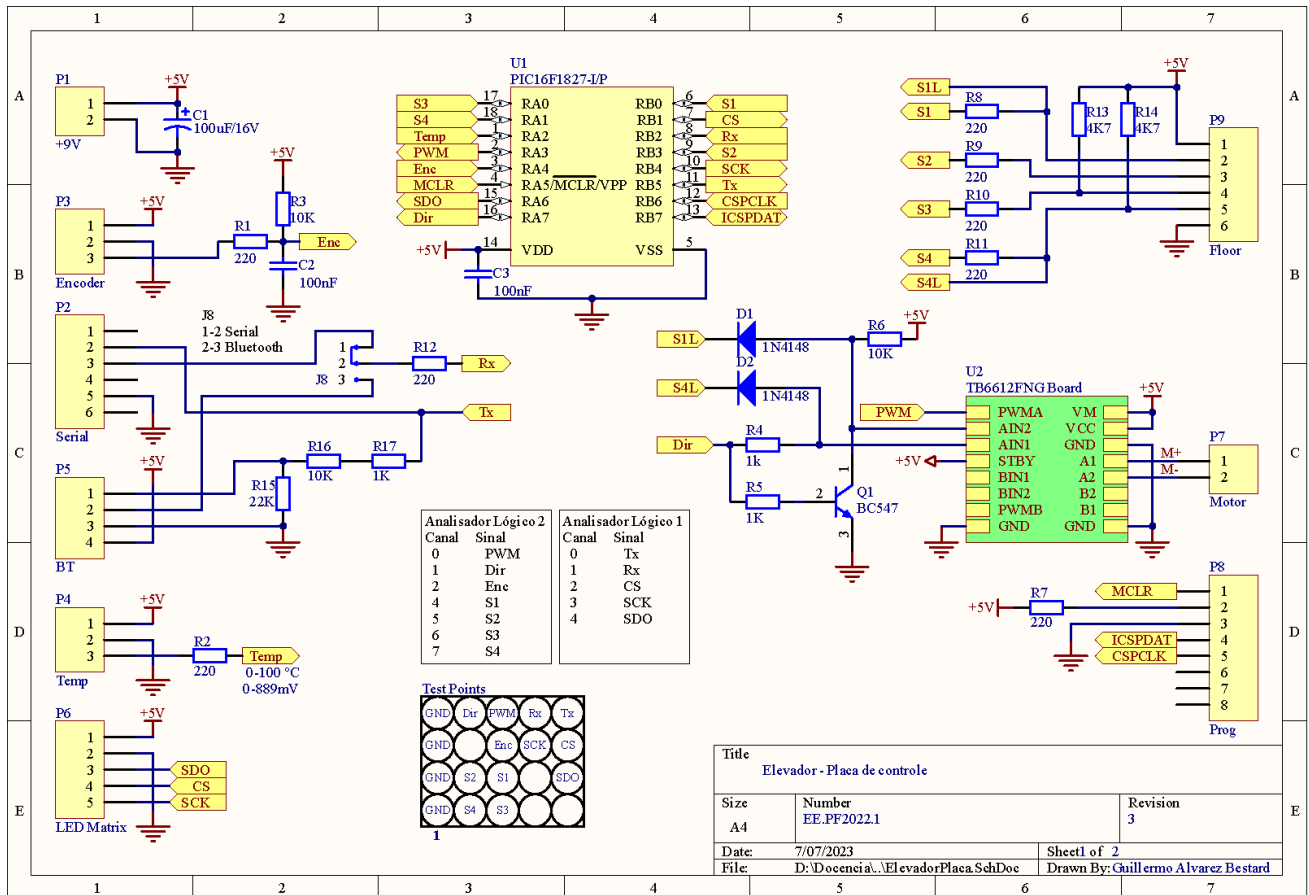 1 2 3 4 5 6 7
A
B
C
D
E
P1
1
2
+9V
+5V
C1
100uF/16V
P3
1
2
3
Encoder
+5V
R1
220
+5V
R3
10K
Enc
C2
100nF
P2
1
2
3
4
5
6
Serial
J8
1-2 Serial
2-3 Bluetooth
1
2
3
J8
R12
220
Rx
Tx
R16
10K
R17
1K
R15
22K
P5
1
2
3
4
BT
+5V
P4
1
2
3
Temp
+5V
R2
220
Temp
0-100 °C
0-889mV
P6
1
2
3
4
5
LED Matrix
+5V
SDO
CS
SCK
U1
PIC16F1827-I/P
S3 17 RA0 RB0 6 S1
S4 18 RA1 RB1 7 CS
Temp 1 RA2 RB2 8 Rx
PWM 2 RA3 RB3 9 S2
Enc 3 RA4 RB4 10 SCK
MCLR 4 RA5/MCLR/VPP RB5 11 Tx
SDO 15 RA6 RB6 12 CSPCLK
Dir 16 RA7 RB7 13 ICSPDAT
+5V 14 VDD VSS 5
C3
100nF
S1L
S1
R8
220
S2
R9
220
S3
R10
220
S4
R11
220
S4L
+5V
R13
4K7
R14
4K7
P9
1
2
3
4
5
6
Floor
S1L
D1
1N4148
R6
10K
+5V
S4L
D2
1N4148
Dir
R4
1k
R5
1K
1
2
3
Q1
BC547
PWM
+5V
U2
TB6612FNG Board
PWMA VM
AIN2 VCC
AIN1 GND
STBY A1
BIN1 A2
BIN2 B2
PWMB B1
GND GND
+5V
M+
M-
P7
1
2
Motor
P8
MCLR
1
2
3
4
5
6
7
8
Prog
R7
+5V
220
ICSPDAT
CSPCLK
Analisador Lógico 2
Canal Sinal
0 PWM
1 Dir
2 Enc
4 S1
5 S2
6 S3
7 S4
Analisador Lógico 1
Canal Sinal
0 Tx
1 Rx
2 CS
3 SCK
4 SDO
Test Points
GND Dir PWM Rx Tx
GND Enc SCK CS
GND S2 S1 SDO
GND S4 S3
1
Title
Elevador - Placa de controle
Size
A4
Number
EE.PF2022.1
Revision
3
Date: 7/07/2023 Sheet1 of 2
File: D:\Docencia\..\ElevadorPlaca.SchDoc Drawn By: Guillermo Alvarez Bestard
A
B
C
D
E
1 2 3 4 5 6 7